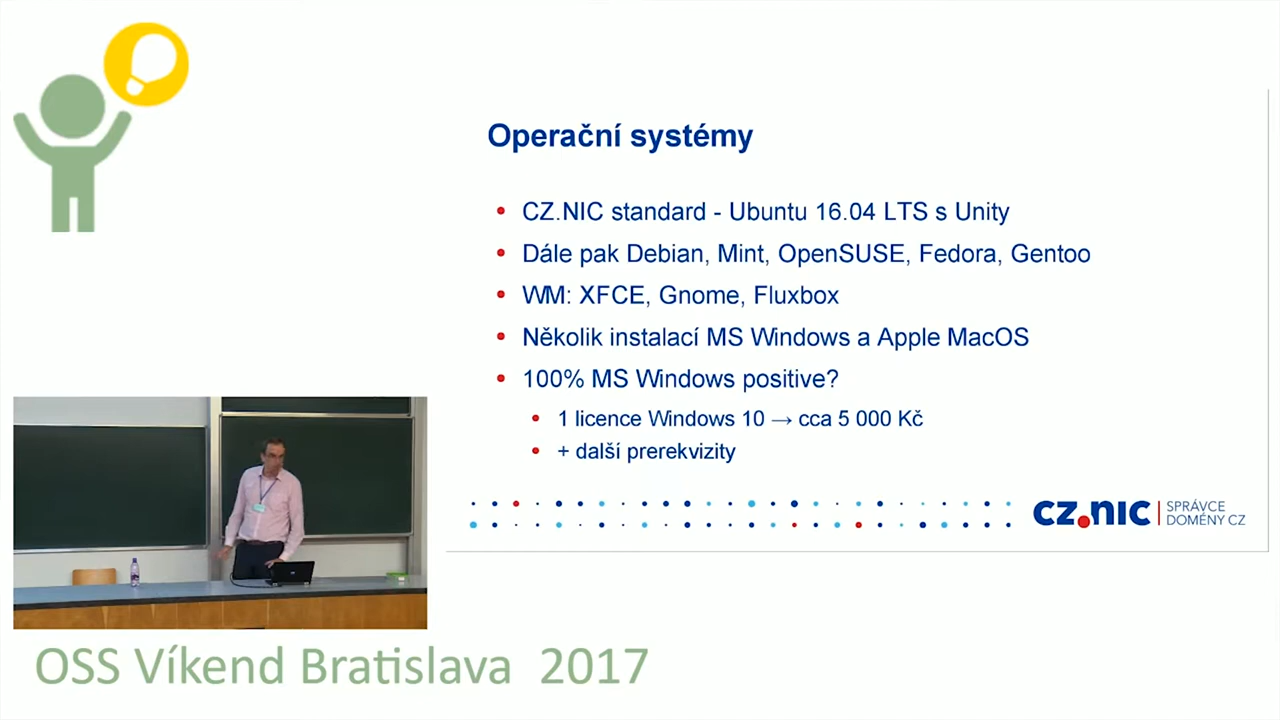 Operační systémy
CZ.NIC standard - Ubuntu 16.04 LTS s Unity
Dále pak Debian, Mint, OpenSUSE, Fedora, Gentoo
WM: XFCE, Gnome, Fluxbox
Několik instalací MS Windows a Apple MacOS
100% MS Windows positive?
1 licence Windows 10 → cca 5 000 Kč
+ další prerekvizity
CZ.NIC | SPRÁVCE
DOMÉNY CZ
OSS Víkend Bratislava 2017